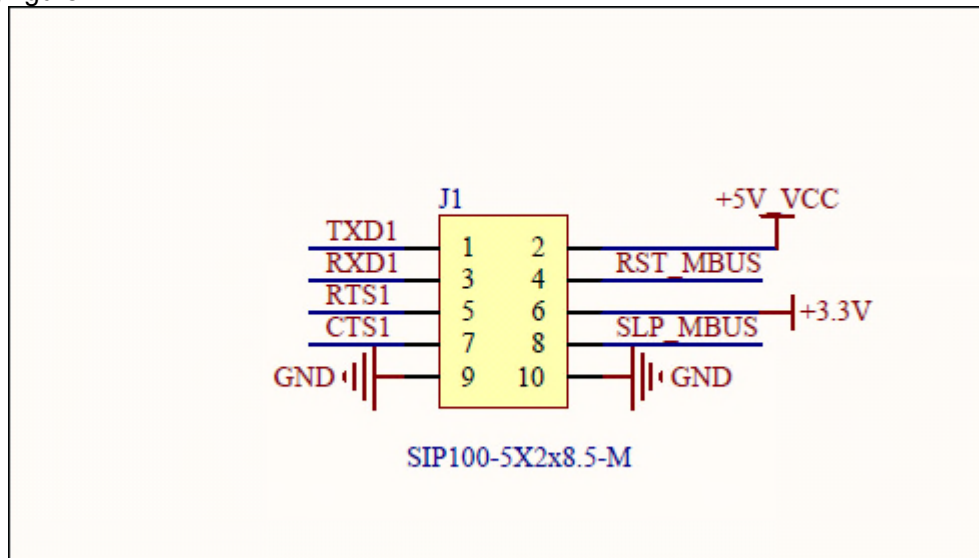 J1
+5V_VCC
TXD1 1 2
RXD1 3 4 RST_MBUS
RTS1 5 6 +3.3V
CTS1 7 8 SLP_MBUS
GND 9 10 GND
SIP100-5X2x8.5-M